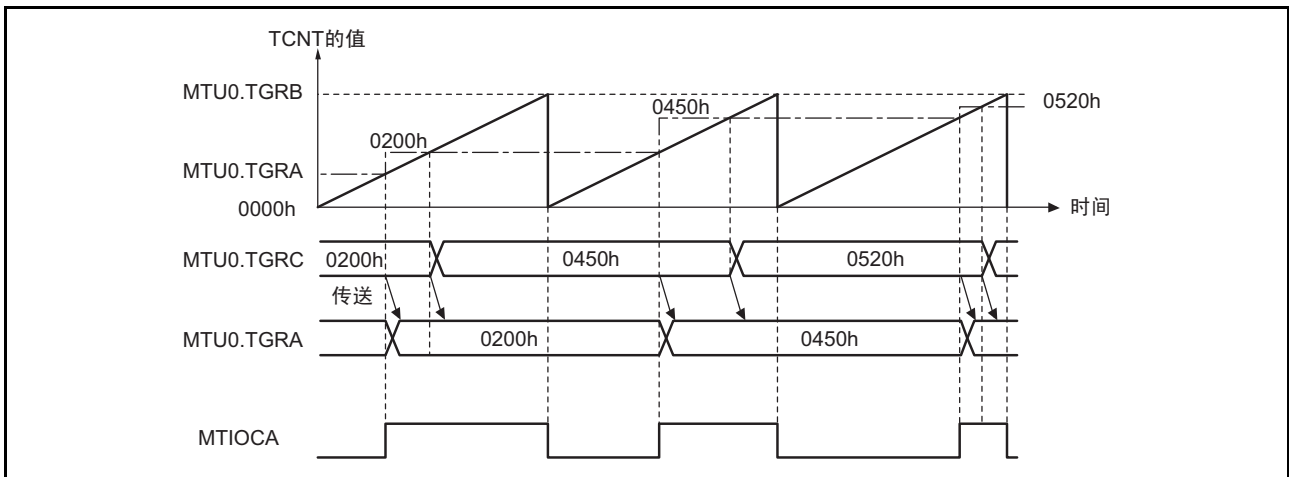 TCNT的值
MTU0.TGRB
0450h
0520h
0200h
MTU0.TGRA
0000h
时间
MTU0.TGRC 0200h 0450h 0520h
传送
MTU0.TGRA 0200h 0450h
MTIOCA